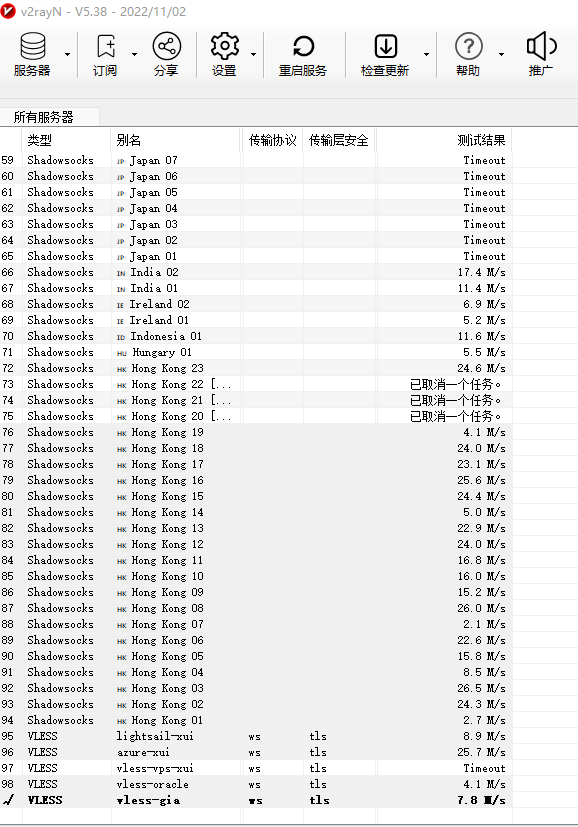 v2rayN - V5.38 - 2022/11/02
服务器 订阅 分享 设置 重启服务 检查更新 帮助 推广
所有服务器
类型 别名 传输协议 传输层安全 测试结果
59 Shadowsocks JP Japan 07 Timeout
60 Shadowsocks JP Japan 06 Timeout
61 Shadowsocks JP Japan 05 Timeout
62 Shadowsocks JP Japan 04 Timeout
63 Shadowsocks JP Japan 03 Timeout
64 Shadowsocks JP Japan 02 Timeout
65 Shadowsocks JP Japan 01 Timeout
66 Shadowsocks IN India 02 17.4 M/s
67 Shadowsocks IN India 01 11.4 M/s
68 Shadowsocks IE Ireland 02 6.9 M/s
69 Shadowsocks IE Ireland 01 5.2 M/s
70 Shadowsocks ID Indonesia 01 11.6 M/s
71 Shadowsocks HU Hungary 01 5.5 M/s
72 Shadowsocks HK Hong Kong 23 24.6 M/s
73 Shadowsocks HK Hong Kong 22 [... 已取消一个任务。
74 Shadowsocks HK Hong Kong 21 [... 已取消一个任务。
75 Shadowsocks HK Hong Kong 20 [... 已取消一个任务。
76 Shadowsocks HK Hong Kong 19 4.1 M/s
77 Shadowsocks HK Hong Kong 18 24.0 M/s
78 Shadowsocks HK Hong Kong 17 23.1 M/s
79 Shadowsocks HK Hong Kong 16 25.6 M/s
80 Shadowsocks HK Hong Kong 15 24.4 M/s
81 Shadowsocks HK Hong Kong 14 5.0 M/s
82 Shadowsocks HK Hong Kong 13 22.9 M/s
83 Shadowsocks HK Hong Kong 12 24.0 M/s
84 Shadowsocks HK Hong Kong 11 16.8 M/s
85 Shadowsocks HK Hong Kong 10 16.0 M/s
86 Shadowsocks HK Hong Kong 09 15.2 M/s
87 Shadowsocks HK Hong Kong 08 26.0 M/s
88 Shadowsocks HK Hong Kong 07 2.1 M/s
89 Shadowsocks HK Hong Kong 06 22.6 M/s
90 Shadowsocks HK Hong Kong 05 15.8 M/s
91 Shadowsocks HK Hong Kong 04 8.5 M/s
92 Shadowsocks HK Hong Kong 03 26.5 M/s
93 Shadowsocks HK Hong Kong 02 24.3 M/s
94 Shadowsocks HK Hong Kong 01 2.7 M/s
95 VLESS lightsail-xui ws tls 8.9 M/s
96 VLESS azure-xui ws tls 25.7 M/s
97 VLESS vless-vps-xui ws tls Timeout
98 VLESS vless-oracle ws tls 4.1 M/s
√ VLESS vless-gia ws tls 7.8 M/s